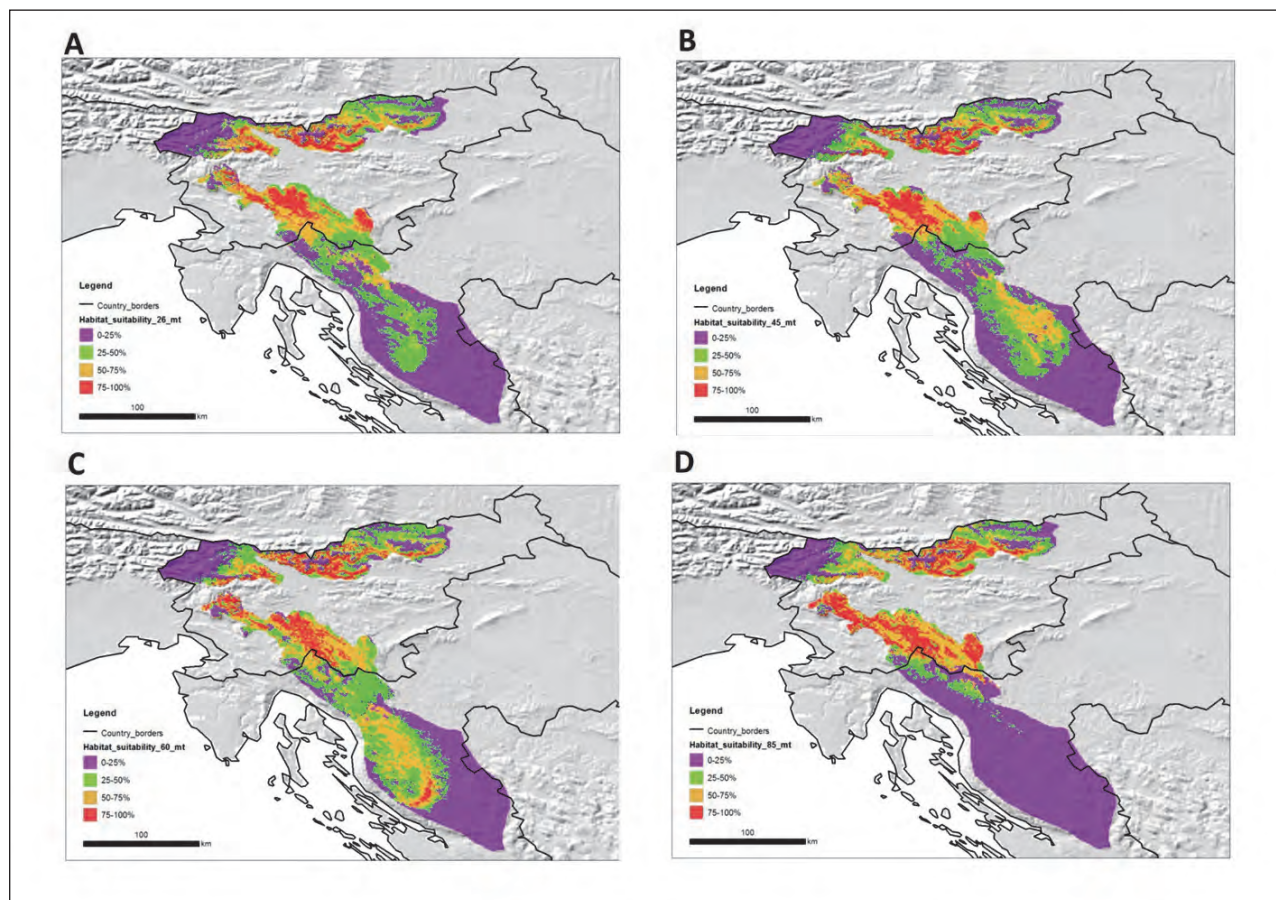 A
Legend
Country_borders
Habitat_suitability_26_mt
0-25%
25-50%
50-75%
75-100%
100
km
B
Legend
Country_borders
Habitat_suitability_45_mt
0-25%
25-50%
50-75%
75-100%
100
km
C
Legend
Country_borders
Habitat_suitability_60_mt
0-25%
25-50%
50-75%
75-100%
100
km
D
Legend
Country_borders
Habitat_suitability_85_mt
0-25%
25-50%
50-75%
75-100%
100
km